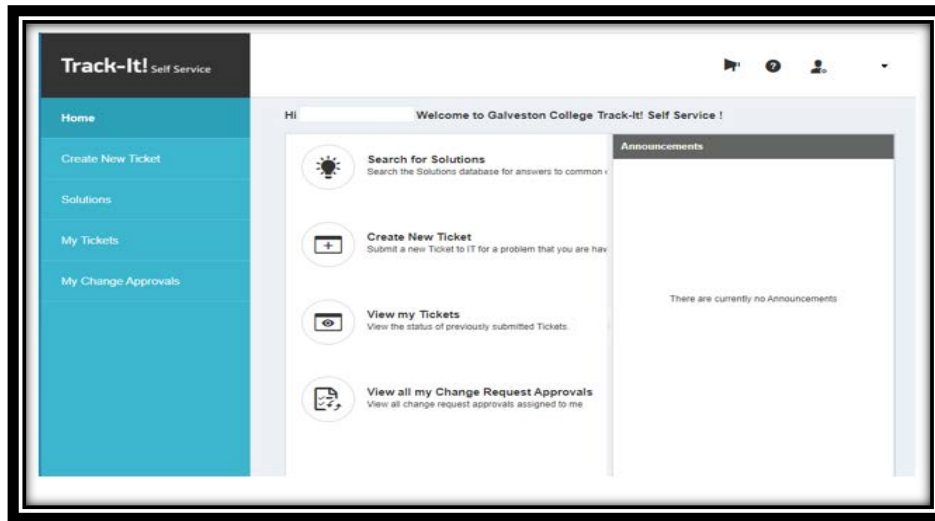 Track-It! Self Service
Home
Create New Ticket
Solutions
My Tickets
My Change Approvals
Hi Welcome to Galveston College Track-It! Self Service !
Search for Solutions
Search the Solutions database for answers to common
Create New Ticket
Submit a new Ticket to IT for a problem that you are hav
View my Tickets
View the status of previously submitted Tickets.
View all my Change Request Approvals
View all change request approvals assigned to me
Announcements
There are currently no Announcements